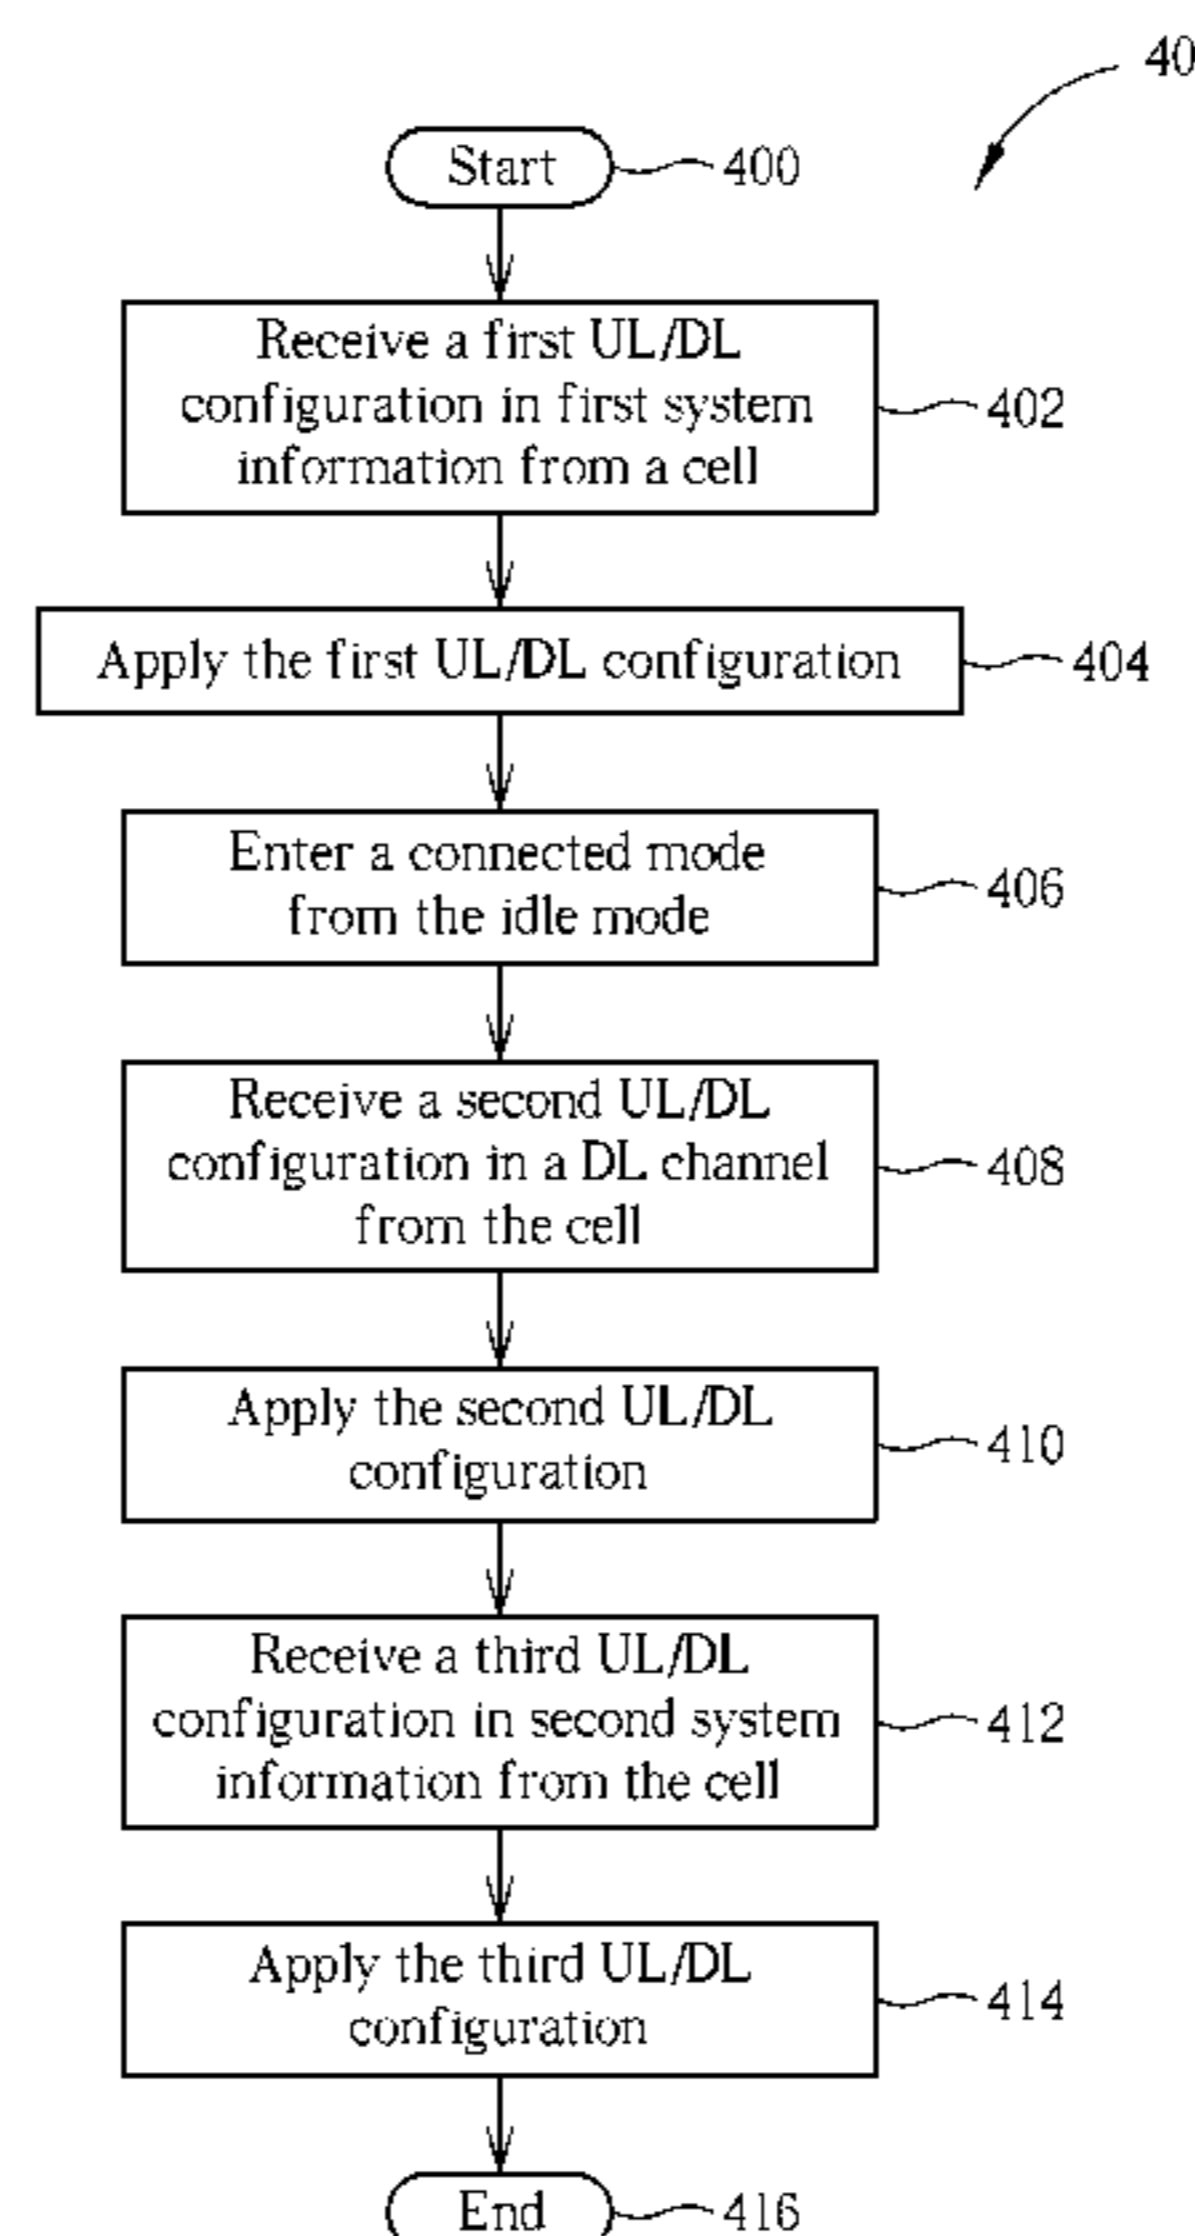 40
Start
400
Receive a first UL/DL
configuration in first system
information from a cell
402
Apply the first UL/DL configuration
404
Enter a connected mode
from the idle mode
406
Receive a second UL/DL
configuration in a DL channel
from the cell
408
Apply the second UL/DL
configuration
410
Receive a third UL/DL
configuration in second system
information from the cell
412
Apply the third UL/DL
configuration
414
End
416